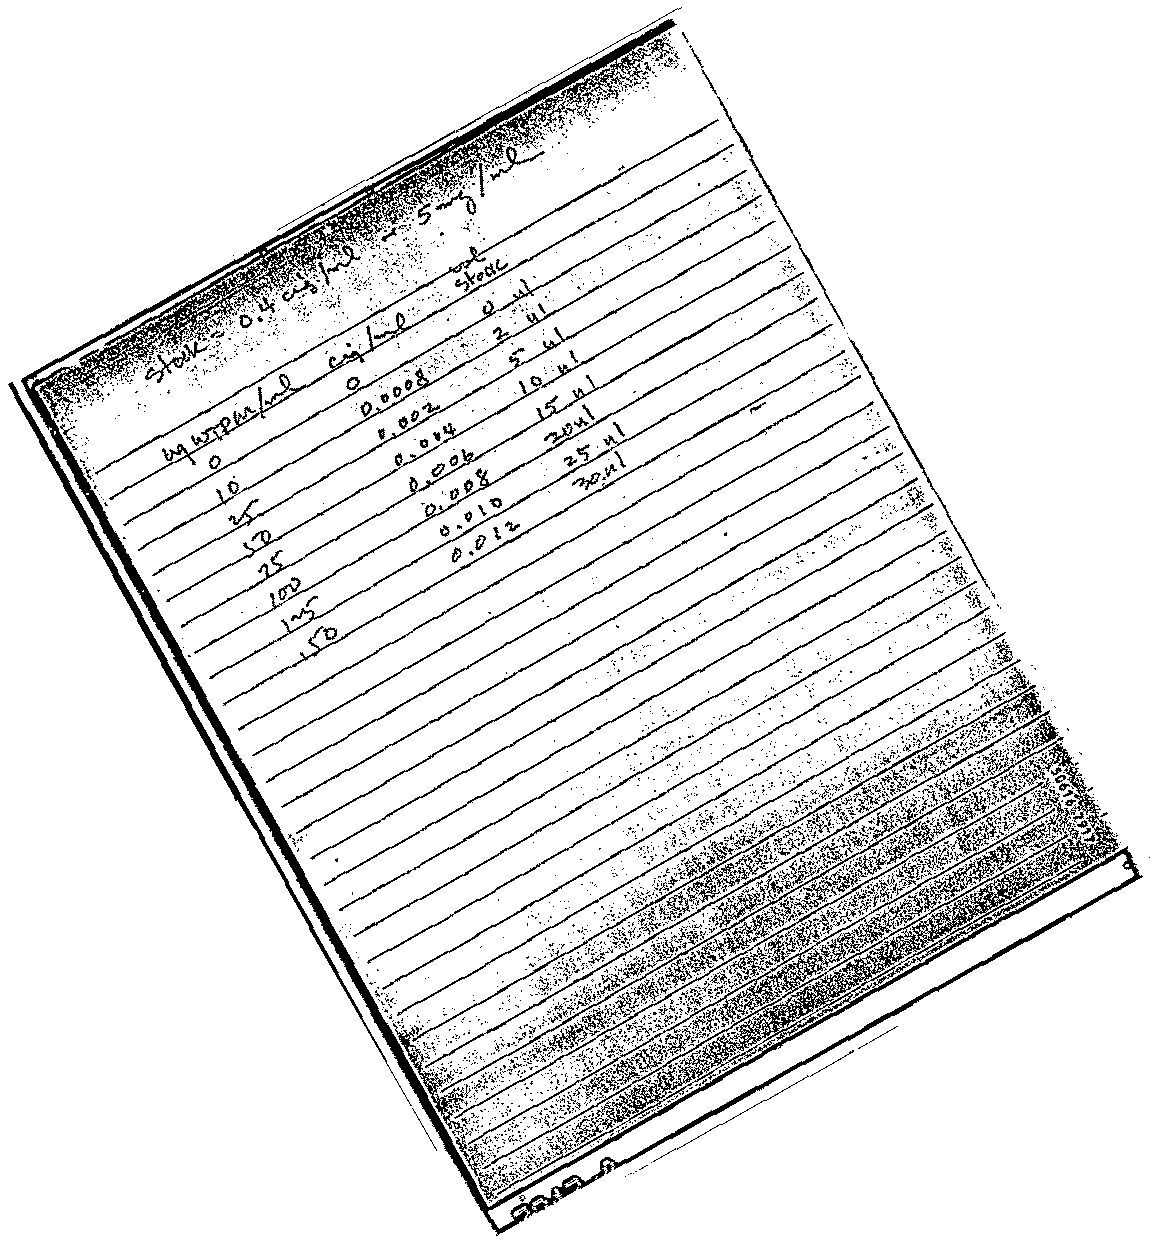 Stock - 0.4 cig/ml = 5 mg/ml
ug WTPM/ml cig/ml vol stock
0 0 0 ul
10 0.0008 2 ul
25 0.002 5 ul
50 0.004 10 ul
75 0.006 15 ul
100 0.008 20 ul
125 0.010 25 ul
150 0.012 30 ul